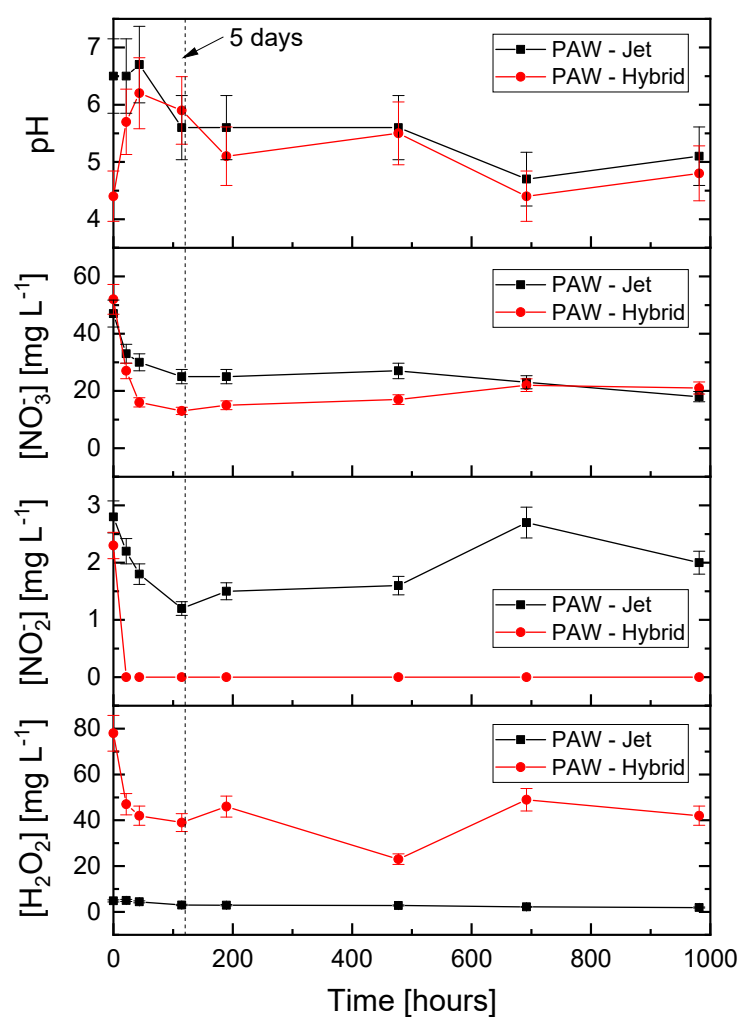 5 days
PAW - Jet
PAW - Hybrid
pH
7
6
5
4
PAW - Jet
PAW - Hybrid
[NO₃⁻] [mg L⁻¹]
60
40
20
0
PAW - Jet
PAW - Hybrid
[NO₂⁻] [mg L⁻¹]
3
2
1
0
PAW - Jet
PAW - Hybrid
[H₂O₂] [mg L⁻¹]
80
60
40
20
0
0 200 400 600 800 1000
Time [hours]